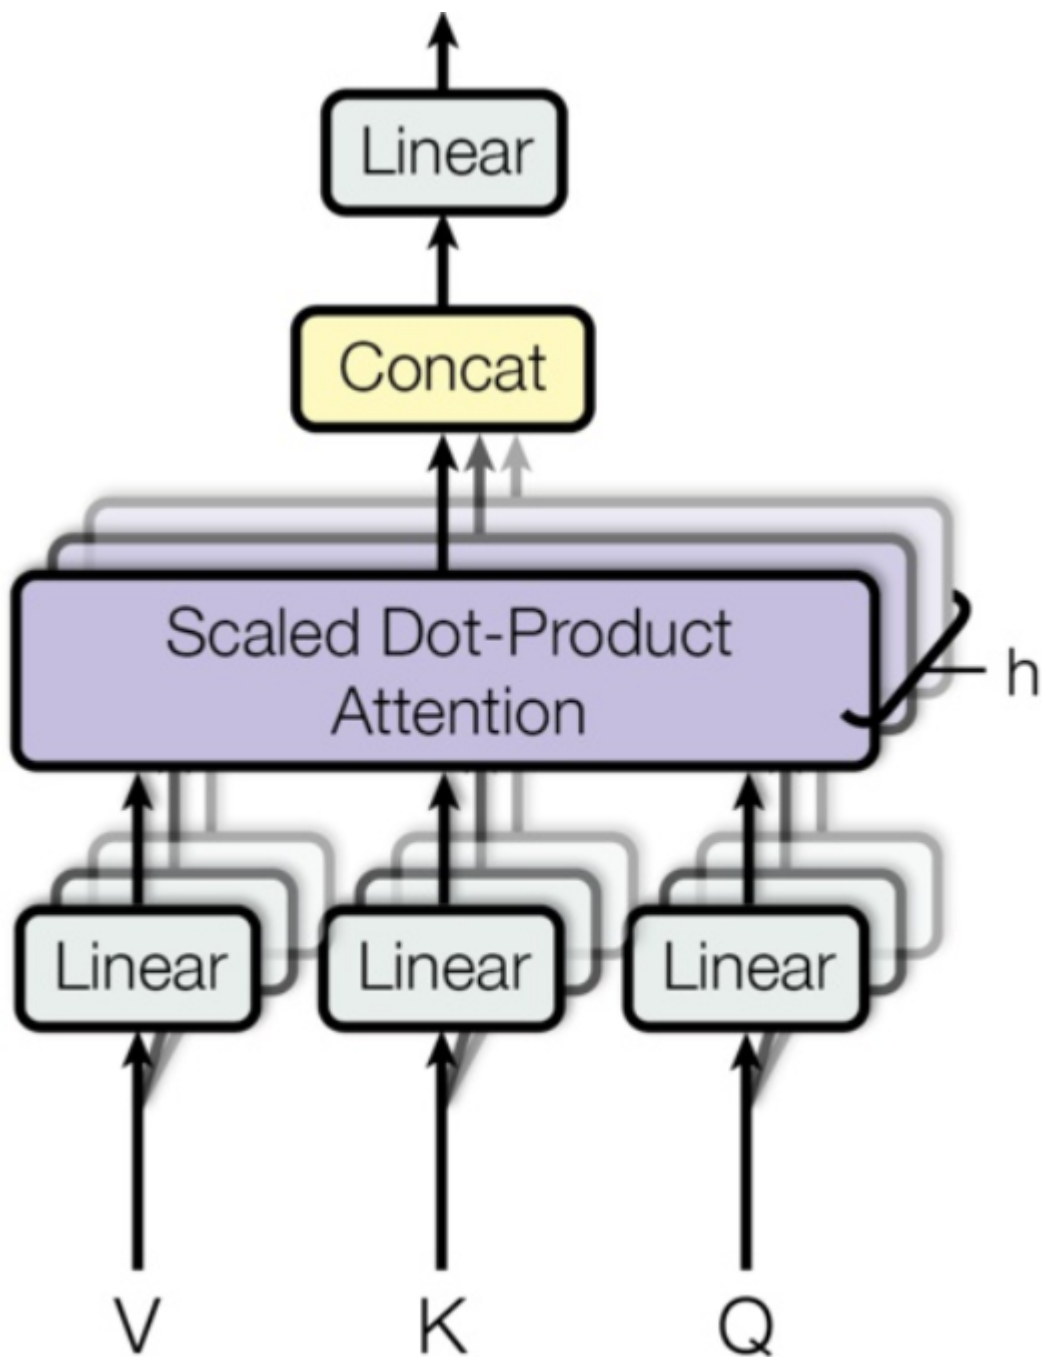 Linear
Concat
Scaled Dot-Product
Attention
h
Linear
Linear
Linear
V
K
Q